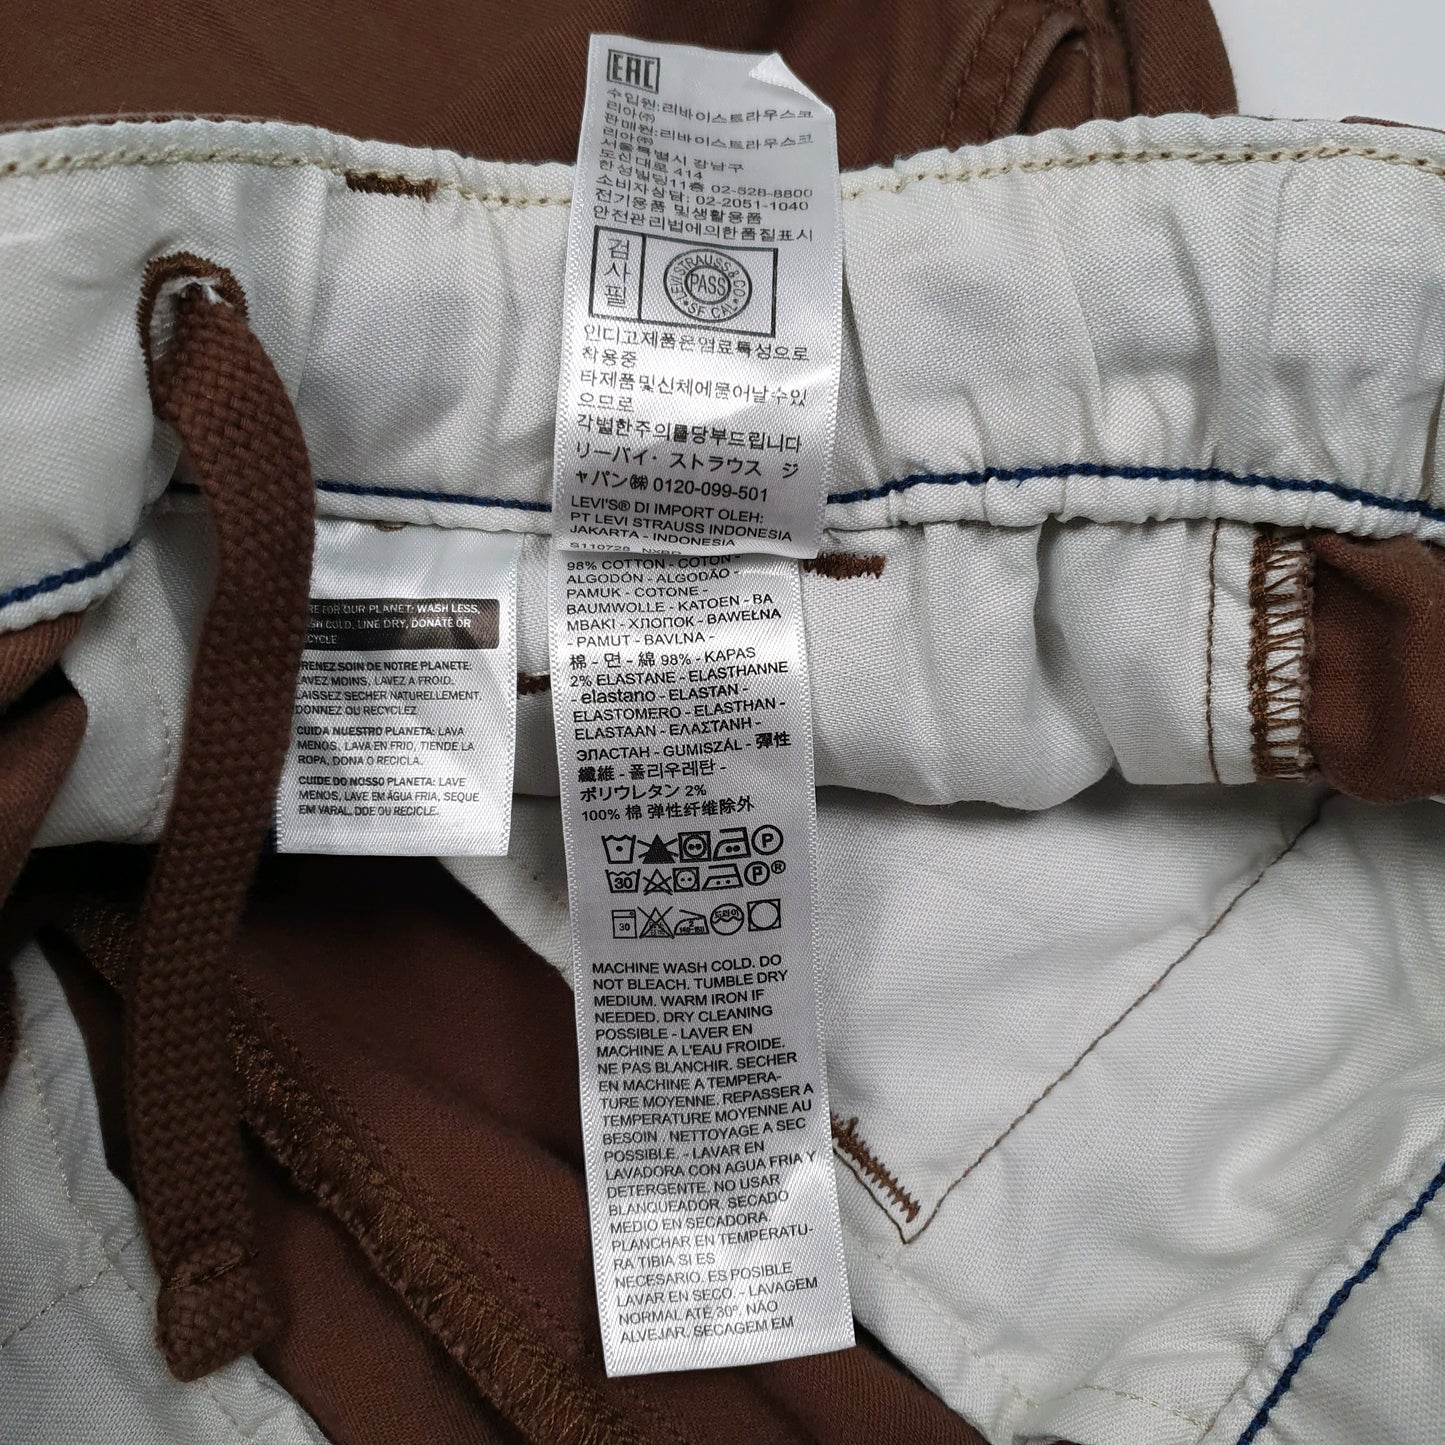 EAC
수입원:리바이스트라우스코
리아㈜
판매원:리바이스트라우스코
리아㈜
서울특별시 강남구
도산대로 414
한성빌딩11층 02-528-8800
소비자상담: 02-2051-1040
전기용품 및생활용품
안전관리법에의한품질표시
검사필
LEVI STRAUSS & CO
PASS
SF CAL
인디고제품은염료특성으로
착용중
타제품및신체에묻어날수있
으므로
각별한주의를당부드립니다
リーバイ・ストラウス ジ
ャパン㈱ 0120-099-501
LEVI'S® DI IMPORT OLEH:
PT LEVI STRAUSS INDONESIA
JAKARTA - INDONESIA
98% COTTON - COTON -
ALGODÓN - ALGODÃO -
PAMUK - COTONE -
BAUMWOLLE - KATOEN - BA
MBAKI - ХЛОПОК - BAWEŁNA
- PAMUT - BAVLNA -
棉 - 면 - 綿 98% - KAPAS
2% ELASTANE - ELASTHANNE
- elastano - ELASTAN -
ELASTOMERO - ELASTHAN -
ELASTAAN - ΕΛΑΣΤΑΝΗ -
ЭЛАСТАН - GUMISZÁL - 彈性
纖維 - 폴리우레탄 -
ポリウレタン 2%
100% 棉 弹性纤维除外
P
30 P®
30 드라이
MACHINE WASH COLD. DO
NOT BLEACH. TUMBLE DRY
MEDIUM. WARM IRON IF
NEEDED. DRY CLEANING
POSSIBLE - LAVER EN
MACHINE A L'EAU FROIDE.
NE PAS BLANCHIR. SECHER
EN MACHINE A TEMPERA-
TURE MOYENNE. REPASSER A
TEMPERATURE MOYENNE AU
BESOIN . NETTOYAGE A SEC
POSSIBLE. - LAVAR EN
LAVADORA CON AGUA FRIA Y
DETERGENTE. NO USAR
BLANQUEADOR. SECADO
MEDIO EN SECADORA.
PLANCHAR EN TEMPERATU-
RA TIBIA SI ES
NECESARIO. ES POSIBLE
LAVAR EN SECO. - LAVAGEM
NORMAL ATÉ 30º. NÃO
ALVEJAR. SECAGEM EM
FOR OUR PLANET: WASH LESS,
COLD, LINE DRY, DONATE OR
PRENEZ SOIN DE NOTRE PLANETE:
LAVEZ MOINS, LAVEZ A FROID,
LAISSEZ SECHER NATURELLEMENT,
DONNEZ OU RECYCLEZ
CUIDA NUESTRO PLANETA: LAVA
MENOS, LAVA EN FRIO, TIENDE LA
ROPA, DONA O RECICLA.
CUIDE DO NOSSO PLANETA: LAVE
MENOS, LAVE EM ÁGUA FRIA, SEQUE
EM VARAL, DOE OU RECICLE.